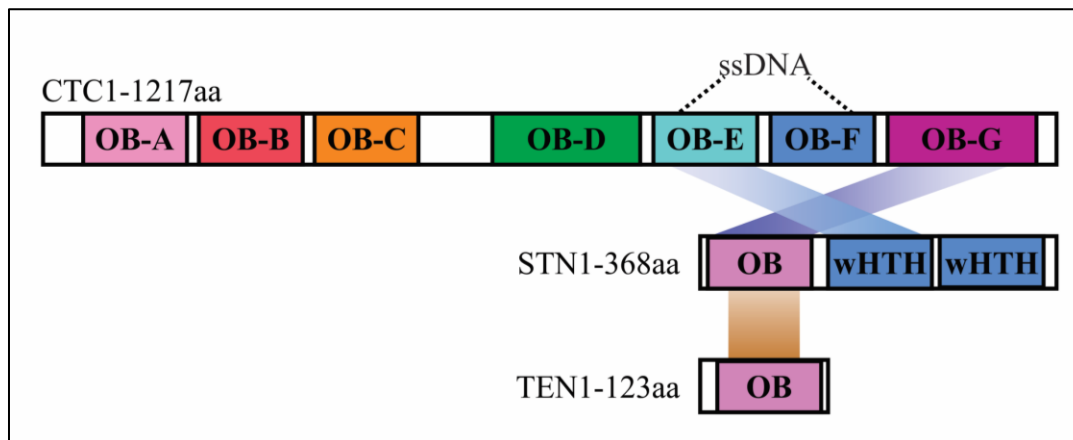 ssDNA
CTC1-1217aa
OB-A OB-B OB-C OB-D OB-E OB-F OB-G
STN1-368aa OB wHTH wHTH
TEN1-123aa OB